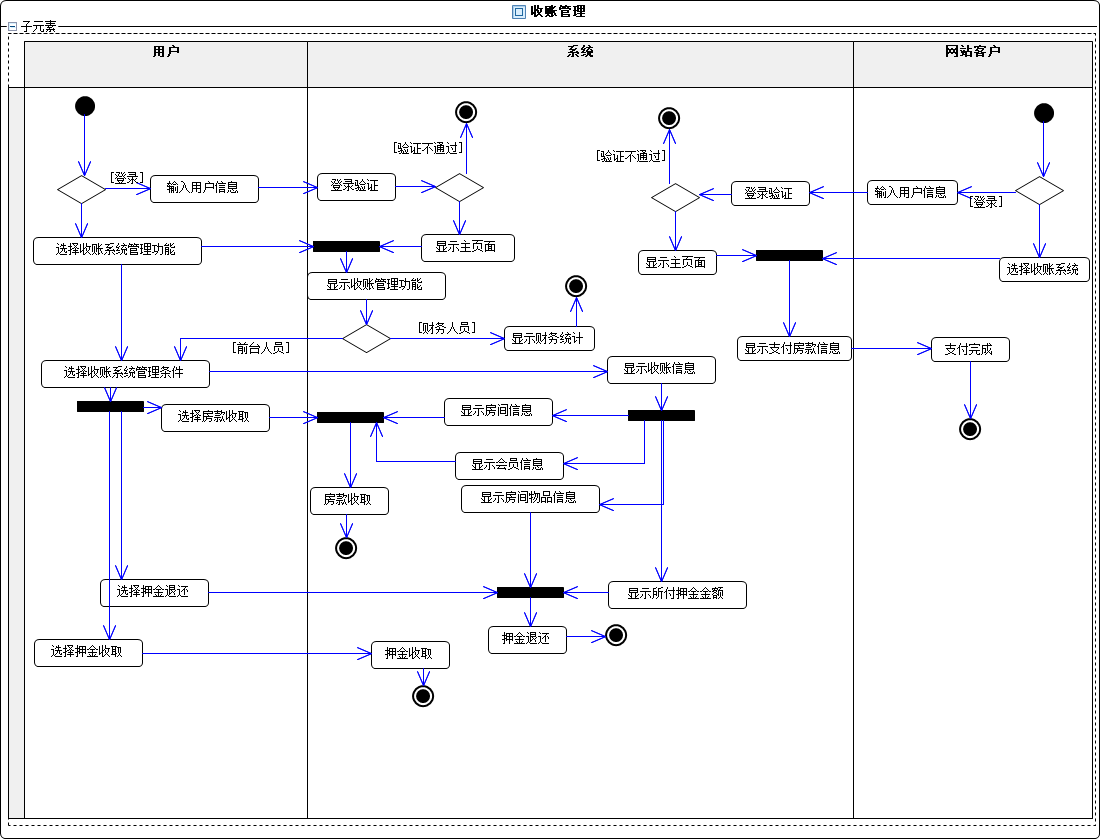 收账管理
子元素
用户
系统
网站客户
[验证不通过]
[验证不通过]
[登录]
输入用户信息
登录验证
登录验证
输入用户信息
[登录]
选择收账系统管理功能
显示主页面
显示主页面
选择收账系统
显示收账管理功能
[财务人员]
显示财务统计
[前台人员]
显示支付房款信息
支付完成
选择收账系统管理条件
显示收账信息
选择房款收取
显示房间信息
显示会员信息
房款收取
显示房间物品信息
选择押金退还
显示所付押金金额
押金退还
选择押金收取
押金收取